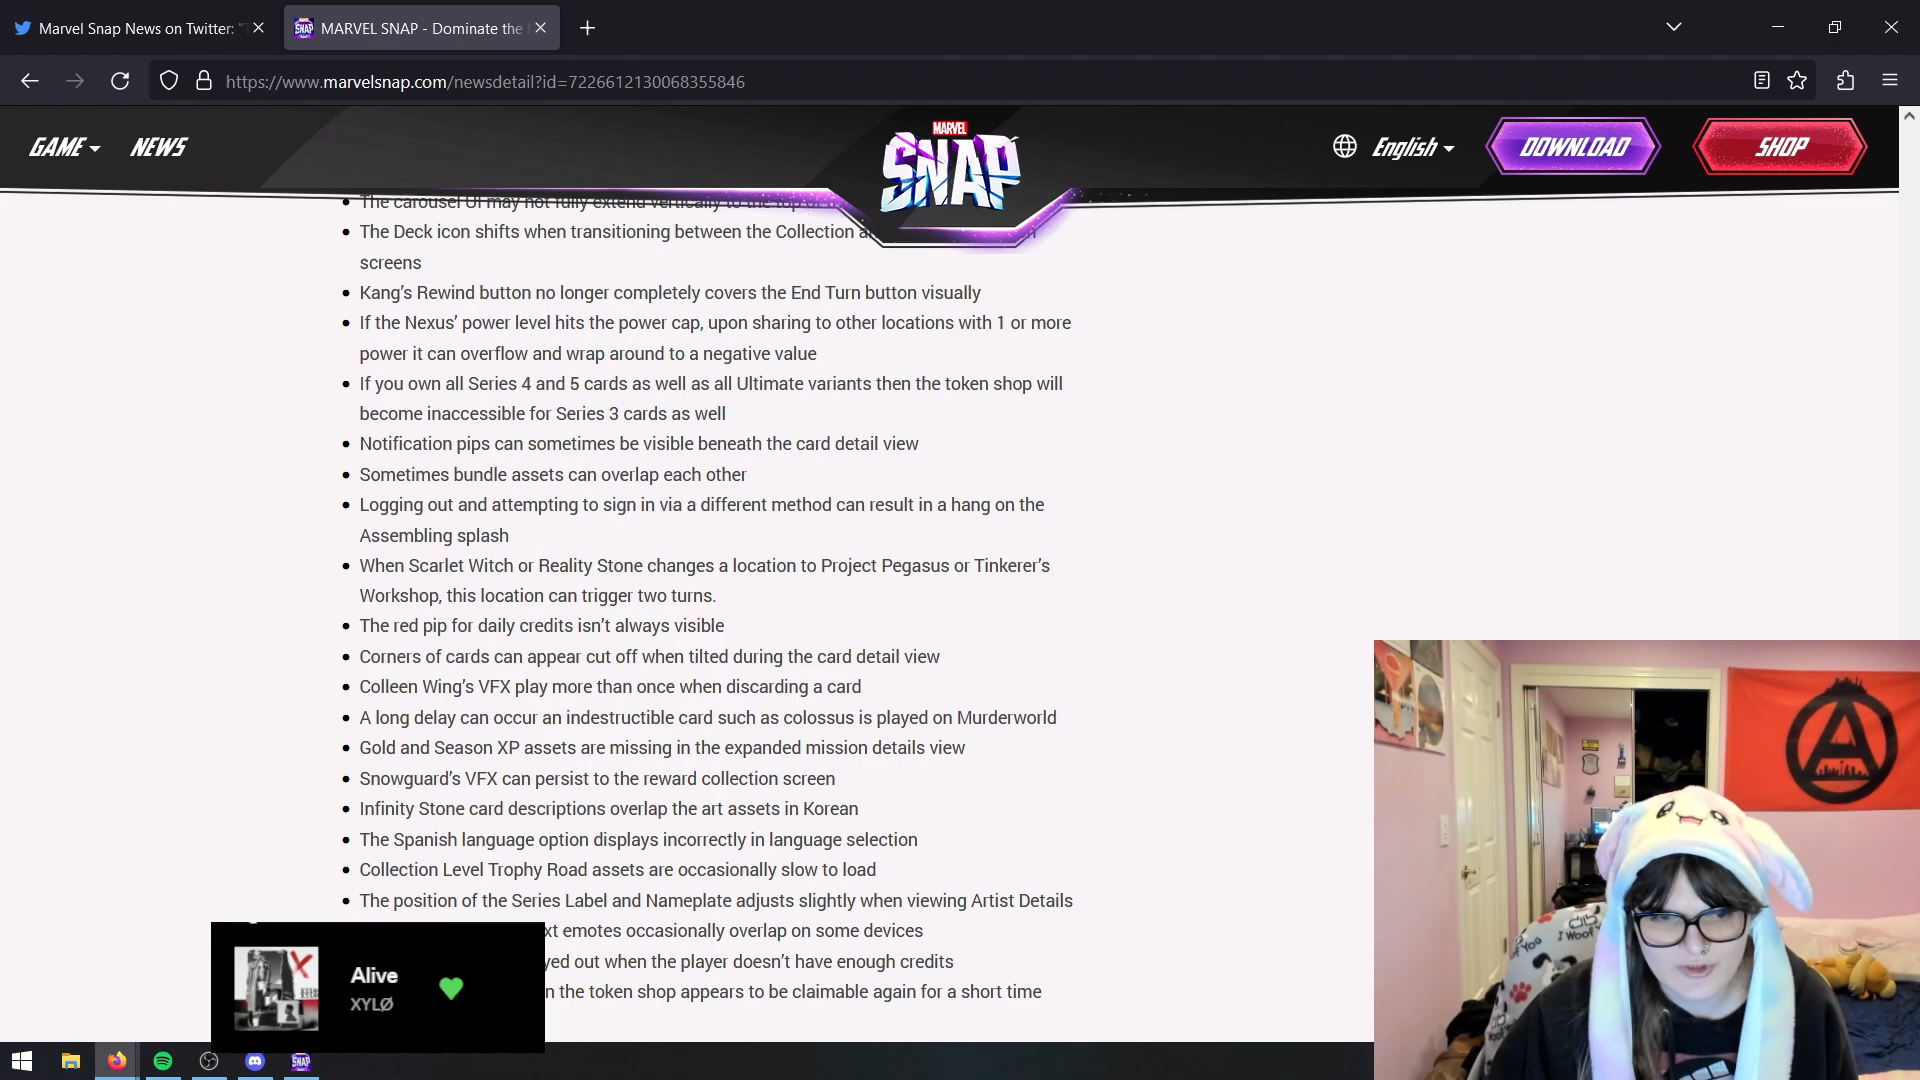 Marvel Snap News on Twitter: "T
MARVEL SNAP - Dominate the
https://www.marvelsnap.com/newsdetail?id=7226612130068355846
GAME
NEWS
MARVEL
SNAP
English
DOWNLOAD
SHOP
The carousel UI may not fully extend vertically to the top of
The Deck icon shifts when transitioning between the Collection
screens
Kang's Rewind button no longer completely covers the End Turn button visually
If the Nexus' power level hits the power cap, upon sharing to other locations with 1 or more
power it can overflow and wrap around to a negative value
If you own all Series 4 and 5 cards as well as all Ultimate variants then the token shop will
become inaccessible for Series 3 cards as well
Notification pips can sometimes be visible beneath the card detail view
Sometimes bundle assets can overlap each other
Logging out and attempting to sign in via a different method can result in a hang on the
Assembling splash
When Scarlet Witch or Reality Stone changes a location to Project Pegasus or Tinkerer's
Workshop, this location can trigger two turns.
The red pip for daily credits isn't always visible
Corners of cards can appear cut off when tilted during the card detail view
Colleen Wing's VFX play more than once when discarding a card
A long delay can occur an indestructible card such as colossus is played on Murderworld
Gold and Season XP assets are missing in the expanded mission details view
Snowguard's VFX can persist to the reward collection screen
Infinity Stone card descriptions overlap the art assets in Korean
The Spanish language option displays incorrectly in language selection
Collection Level Trophy Road assets are occasionally slow to load
The position of the Series Label and Nameplate adjusts slightly when viewing Artist Details
xt emotes occasionally overlap on some devices
yed out when the player doesn't have enough credits
n the token shop appears to be claimable again for a short time
Alive
XYLØ